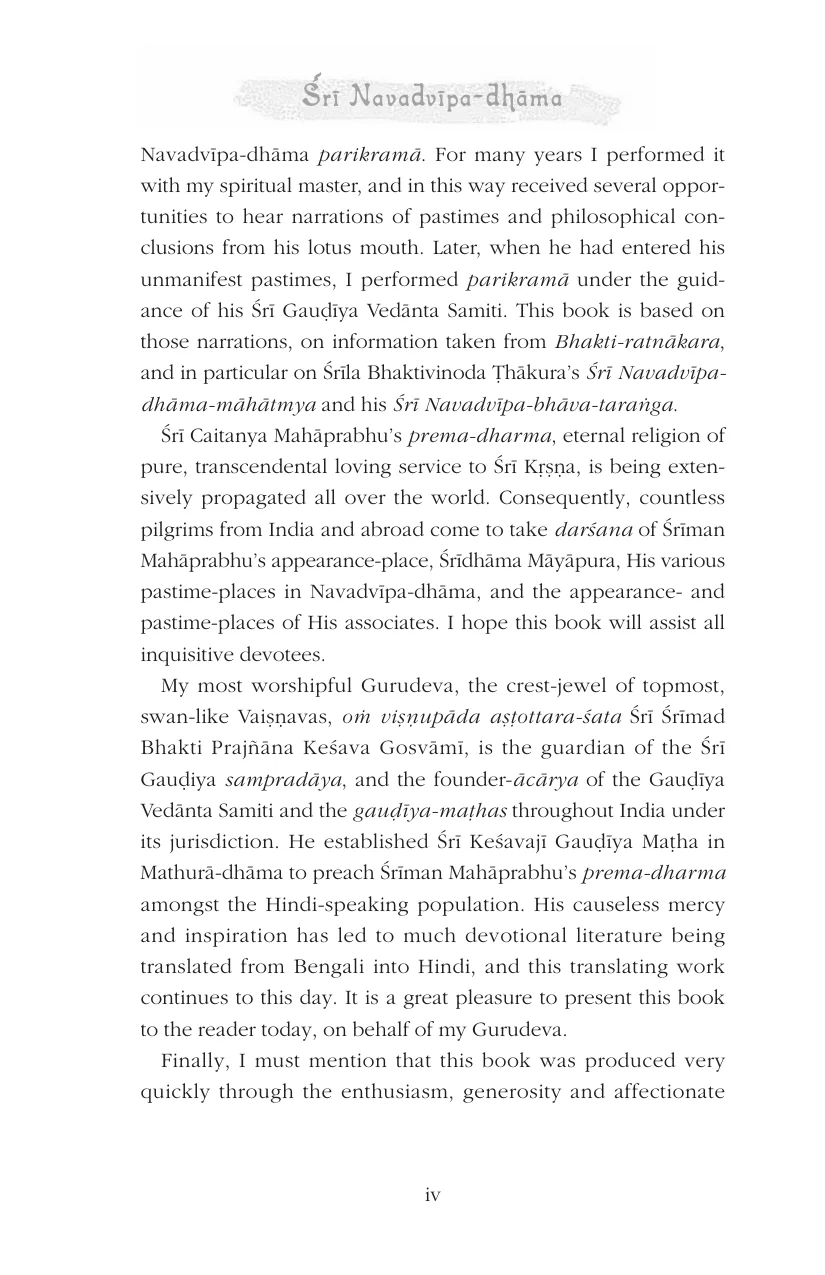 Śrī Navadvīpa-dhāma
Navadvīpa-dhāma parikramā. For many years I performed it
with my spiritual master, and in this way received several oppor-
tunities to hear narrations of pastimes and philosophical con-
clusions from his lotus mouth. Later, when he had entered his
unmanifest pastimes, I performed parikramā under the guid-
ance of his Śrī Gauḍīya Vedānta Samiti. This book is based on
those narrations, on information taken from Bhakti-ratnākara,
and in particular on Śrīla Bhaktivinoda Ṭhākura’s Śrī Navadvīpa-
dhāma-māhātmya and his Śrī Navadvīpa-bhāva-taraṅga.
Śrī Caitanya Mahāprabhu’s prema-dharma, eternal religion of
pure, transcendental loving service to Śrī Kṛṣṇa, is being exten-
sively propagated all over the world. Consequently, countless
pilgrims from India and abroad come to take darśana of Śrīman
Mahāprabhu’s appearance-place, Śrīdhāma Māyāpura, His various
pastime-places in Navadvīpa-dhāma, and the appearance- and
pastime-places of His associates. I hope this book will assist all
inquisitive devotees.
My most worshipful Gurudeva, the crest-jewel of topmost,
swan-like Vaiṣṇavas, oṁ viṣṇupāda aṣṭottara-śata Śrī Śrīmad
Bhakti Prajñāna Keśava Gosvāmī, is the guardian of the Śrī
Gauḍiya sampradāya, and the founder-ācārya of the Gauḍīya
Vedānta Samiti and the gauḍīya-maṭhas throughout India under
its jurisdiction. He established Śrī Keśavajī Gauḍīya Maṭha in
Mathurā-dhāma to preach Śrīman Mahāprabhu’s prema-dharma
amongst the Hindi-speaking population. His causeless mercy
and inspiration has led to much devotional literature being
translated from Bengali into Hindi, and this translating work
continues to this day. It is a great pleasure to present this book
to the reader today, on behalf of my Gurudeva.
Finally, I must mention that this book was produced very
quickly through the enthusiasm, generosity and affectionate
iv